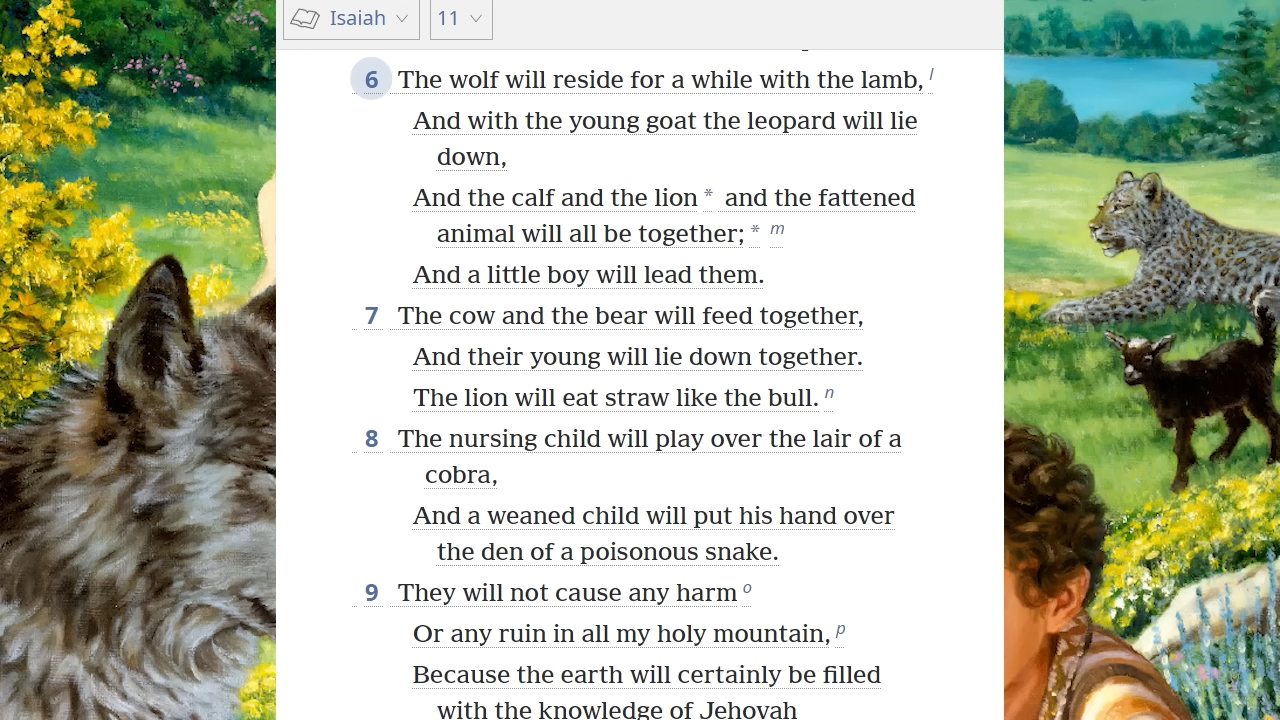 Isaiah 11
6 The wolf will reside for a while with the lamb, l
And with the young goat the leopard will lie
down,
And the calf and the lion * and the fattened
animal will all be together; * m
And a little boy will lead them.
7 The cow and the bear will feed together,
And their young will lie down together.
The lion will eat straw like the bull. n
8 The nursing child will play over the lair of a
cobra,
And a weaned child will put his hand over
the den of a poisonous snake.
9 They will not cause any harm o
Or any ruin in all my holy mountain, p
Because the earth will certainly be filled
with the knowledge of Jehovah